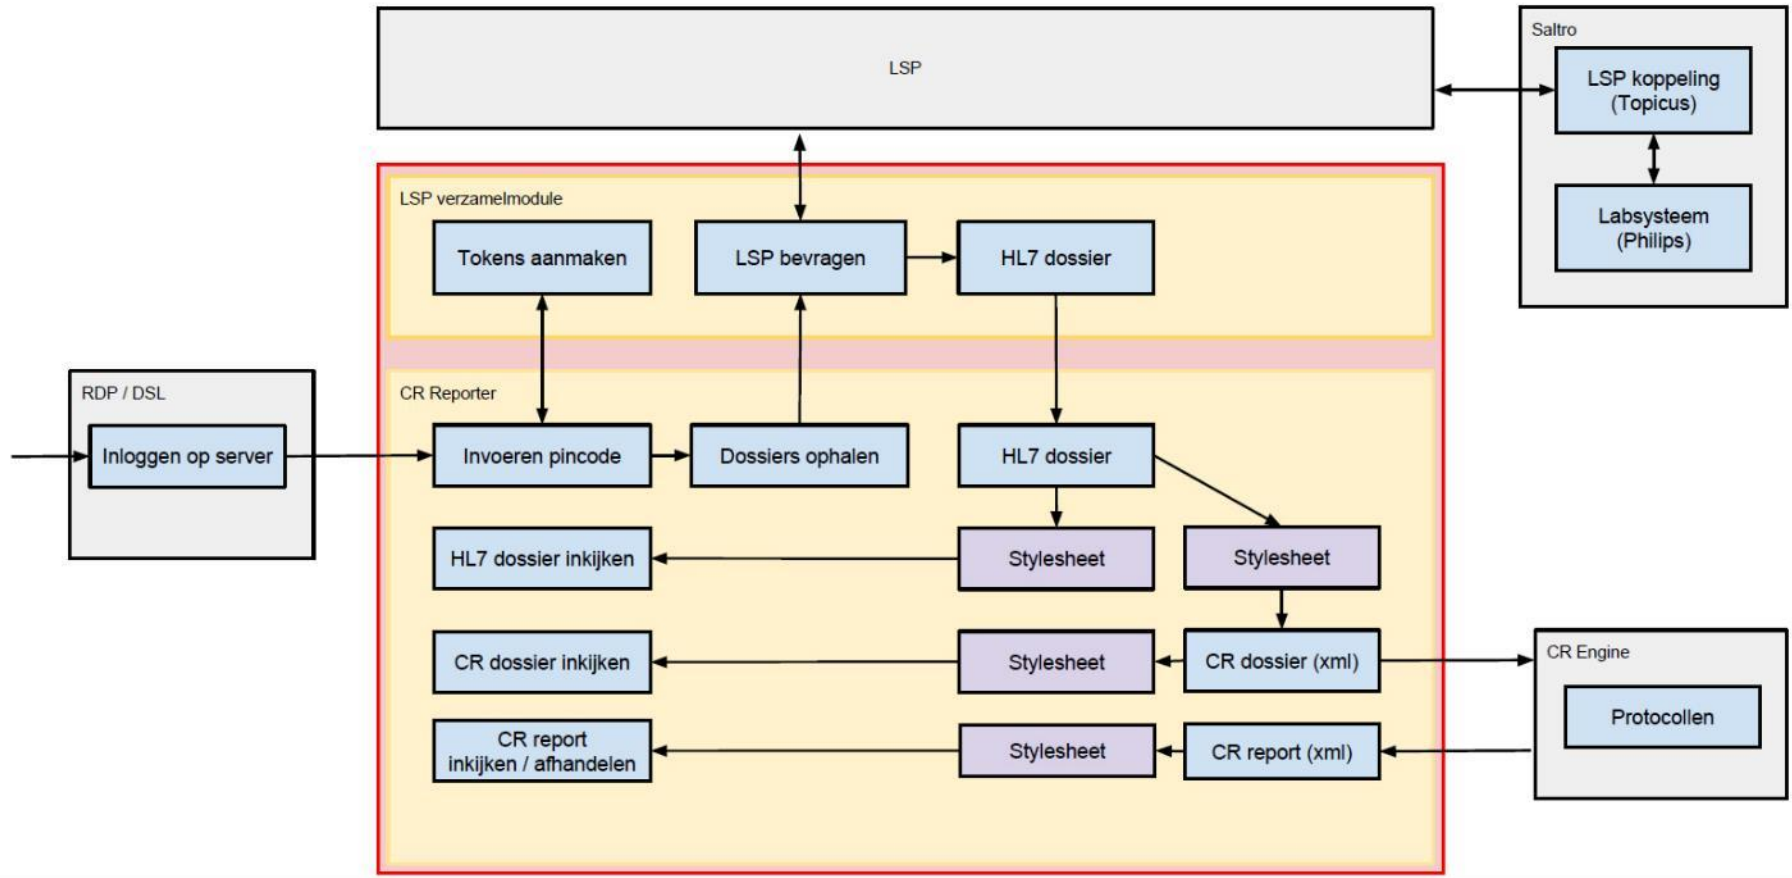 LSP
Saltro
LSP koppeling
(Topicus)
Labsysteem
(Philips)
LSP verzamelmodule
Tokens aanmaken
LSP bevragen
HL7 dossier
RDP / DSL
Inloggen op server
CR Reporter
Invoeren pincode
Dossiers ophalen
HL7 dossier
HL7 dossier inkijken
Stylesheet
Stylesheet
CR dossier inkijken
Stylesheet
CR dossier (xml)
CR report
inkijken / afhandelen
Stylesheet
CR report (xml)
CR Engine
Protocollen